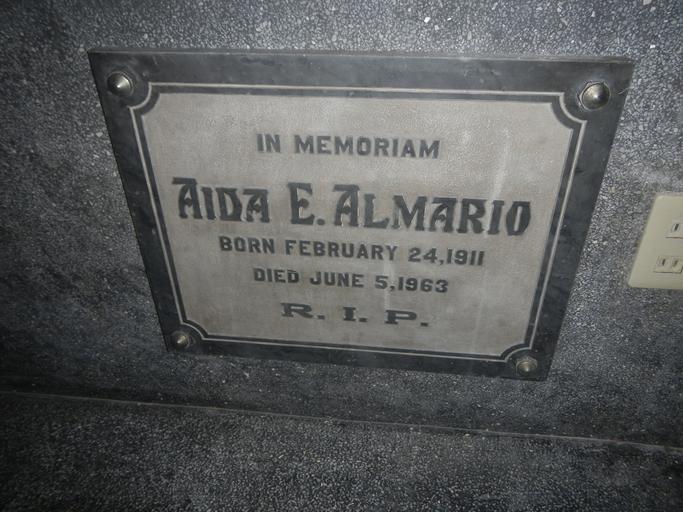 IN MEMORIAM
AIDA E. ALMARIO
BORN FEBRUARY 24,1911
DIED JUNE 5,1963
R. I. P.